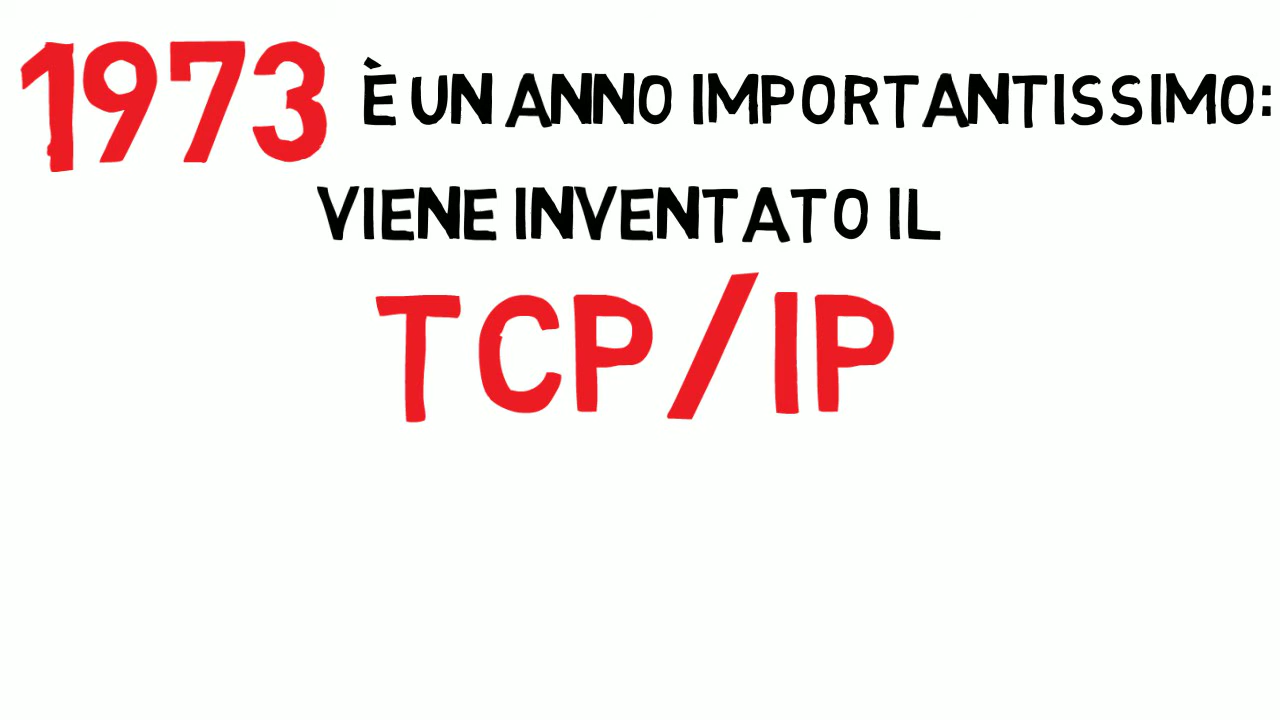 1973 È UN ANNO IMPORTANTISSIMO:
VIENE INVENTATO IL
TCP/IP